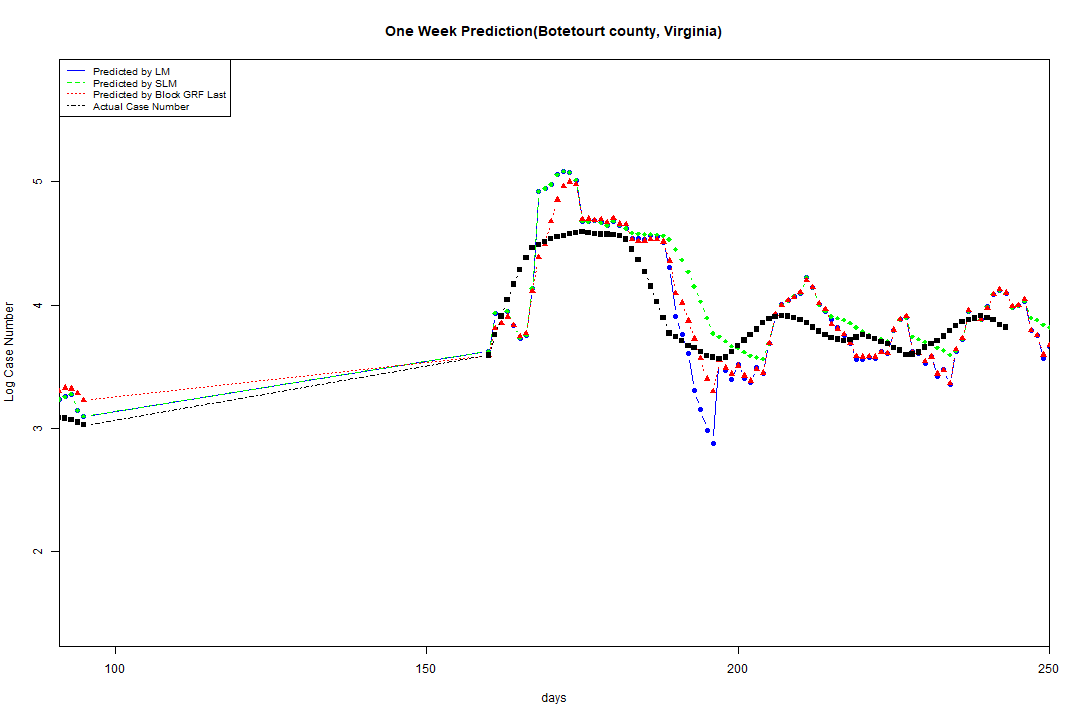 One Week Prediction(Botetourt county, Virginia)
Predicted by LM
Predicted by SLM
Predicted by Block GRF Last
Actual Case Number
5
4
3
2
Log Case Number
100
150
200
250
days